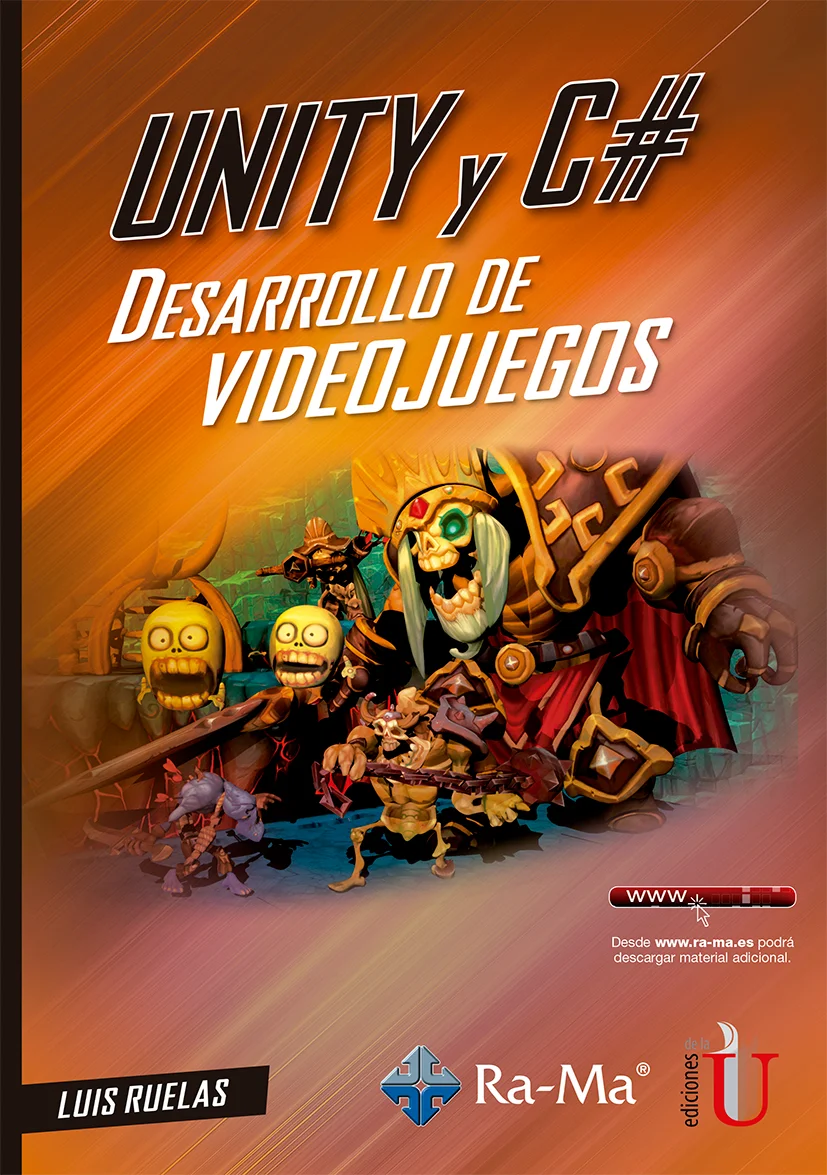 UNITY y C#
DESARROLLO DE
VIDEOJUEGOS
www
Desde www.ra-ma.es podrá
descargar material adicional.
LUIS RUELAS
Ra-Ma®
ediciones
de la
U